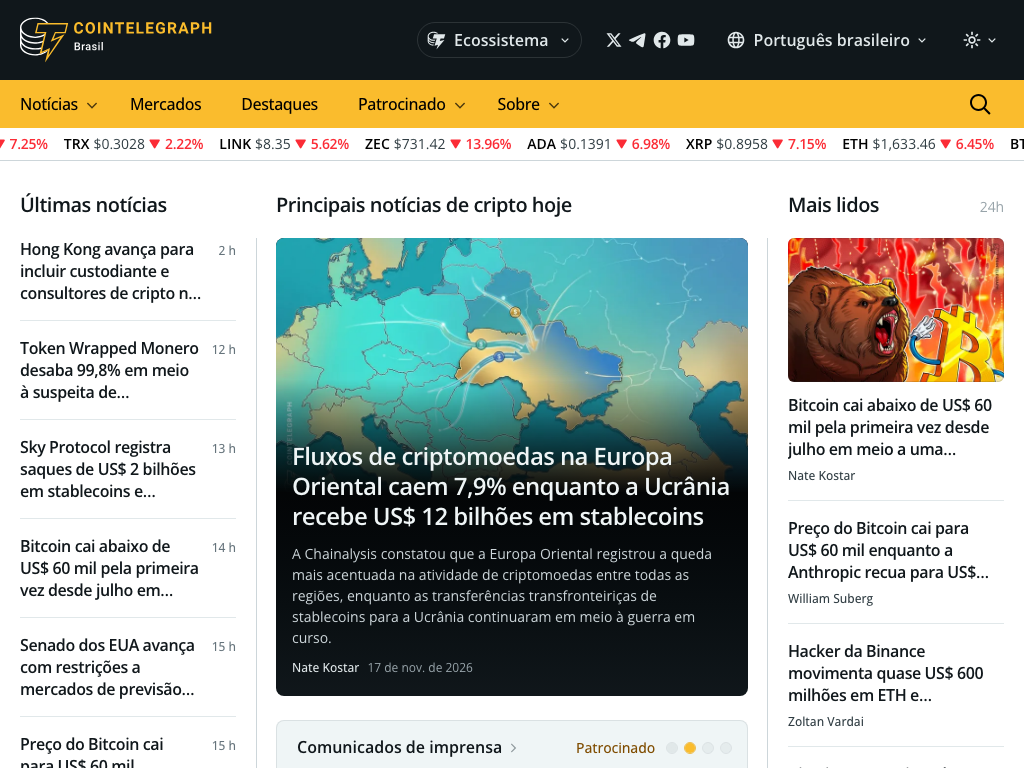 COINTELEGRAPH
Brasil
Ecossistema
Português brasileiro
Notícias
Mercados
Destaques
Patrocinado
Sobre
7.25% TRX $0.3028 ▼ 2.22% LINK $8.35 ▼ 5.62% ZEC $731.42 ▼ 13.96% ADA $0.1391 ▼ 6.98% XRP $0.8958 ▼ 7.15% ETH $1,633.46 ▼ 6.45%
Últimas notícias
Hong Kong avança para
incluir custodiante e
consultores de cripto n...
2 h
Token Wrapped Monero
desaba 99,8% em meio
à suspeita de...
12 h
Sky Protocol registra
saques de US$ 2 bilhões
em stablecoins e...
13 h
Bitcoin cai abaixo de
US$ 60 mil pela primeira
vez desde julho em...
14 h
Senado dos EUA avança
com restrições a
mercados de previsão...
15 h
Preço do Bitcoin cai
para US$ 60 mil
15 h
Principais notícias de cripto hoje
Fluxos de criptomoedas na Europa
Oriental caem 7,9% enquanto a Ucrânia
recebe US$ 12 bilhões em stablecoins
A Chainalysis constatou que a Europa Oriental registrou a queda
mais acentuada na atividade de criptomoedas entre todas as
regiões, enquanto as transferências transfronteiriças de
stablecoins para a Ucrânia continuaram em meio à guerra em
curso.
Nate Kostar 17 de nov. de 2026
Comunicados de imprensa
Patrocinado
Mais lidos
24h
Bitcoin cai abaixo de US$ 60
mil pela primeira vez desde
julho em meio a uma...
Nate Kostar
Preço do Bitcoin cai para
US$ 60 mil enquanto a
Anthropic recua para US$...
William Suberg
Hacker da Binance
movimenta quase US$ 600
milhões em ETH e...
Zoltan Vardai